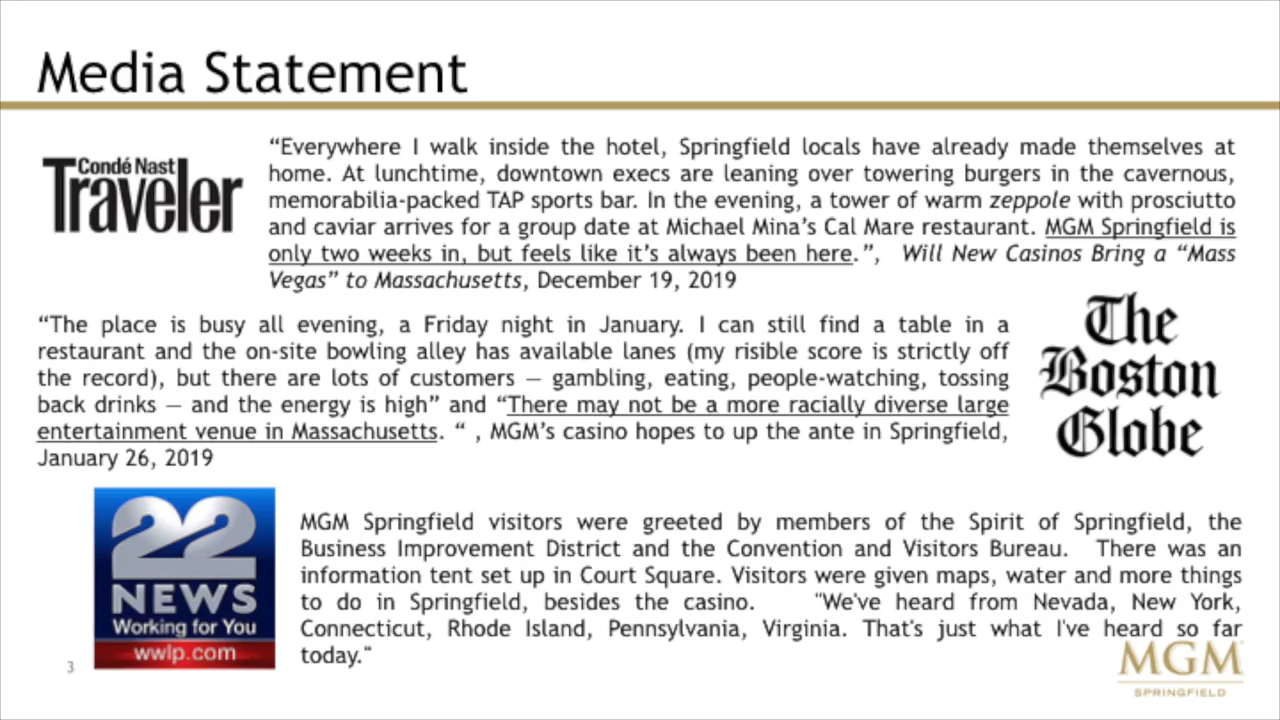 Media Statement
Condé Nast
Traveler
“Everywhere I walk inside the hotel, Springfield locals have already made themselves at
home. At lunchtime, downtown execs are leaning over towering burgers in the cavernous,
memorabilia-packed TAP sports bar. In the evening, a tower of warm zeppole with prosciutto
and caviar arrives for a group date at Michael Mina’s Cal Mare restaurant. MGM Springfield is
only two weeks in, but feels like it’s always been here.”, Will New Casinos Bring a “Mass
Vegas” to Massachusetts, December 19, 2019
“The place is busy all evening, a Friday night in January. I can still find a table in a
restaurant and the on-site bowling alley has available lanes (my risible score is strictly off
the record), but there are lots of customers — gambling, eating, people-watching, tossing
back drinks — and the energy is high” and “There may not be a more racially diverse large
entertainment venue in Massachusetts. “ , MGM’s casino hopes to up the ante in Springfield,
January 26, 2019
The
Boston
Globe
22
NEWS
Working for You
wwlp.com
MGM Springfield visitors were greeted by members of the Spirit of Springfield, the
Business Improvement District and the Convention and Visitors Bureau. There was an
information tent set up in Court Square. Visitors were given maps, water and more things
to do in Springfield, besides the casino. "We've heard from Nevada, New York,
Connecticut, Rhode Island, Pennsylvania, Virginia. That's just what I've heard so far
today."
3
MGM
SPRINGFIELD